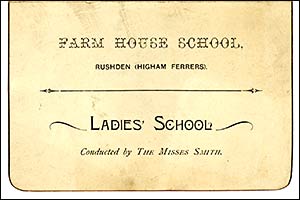 FARM HOUSE SCHOOL,
RUSHDEN (HIGHAM FERRERS).
LADIES' SCHOOL
Conducted by THE MISSES SMITH.